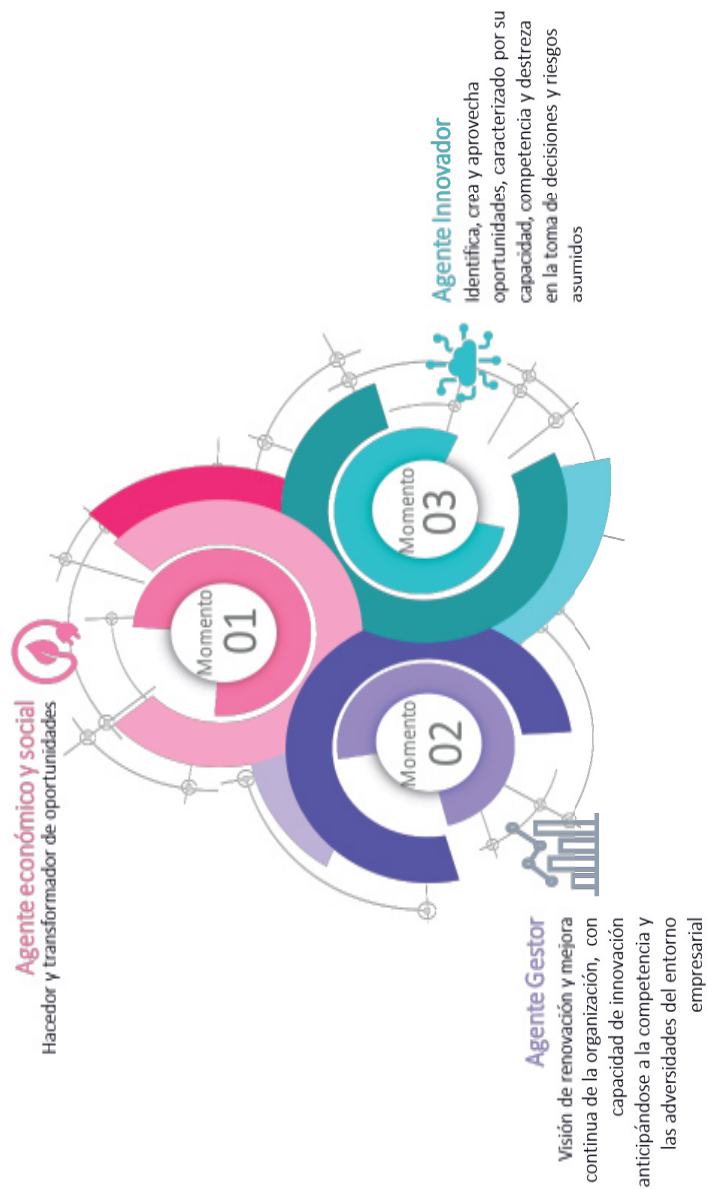 Agente económico y social
Hacedor y transformador de oportunidades
Momento
01
Agente Gestor
Visión de renovación y mejora
continua de la organización, con
capacidad de innovación
anticipándose a la competencia y
las adversidades del entorno
empresarial
Momento
02
Momento
03
Agente Innovador
Identifica, crea y aprovecha
oportunidades, caracterizado por su
capacidad, competencia y destreza
en la toma de decisiones y riesgos
asumidos